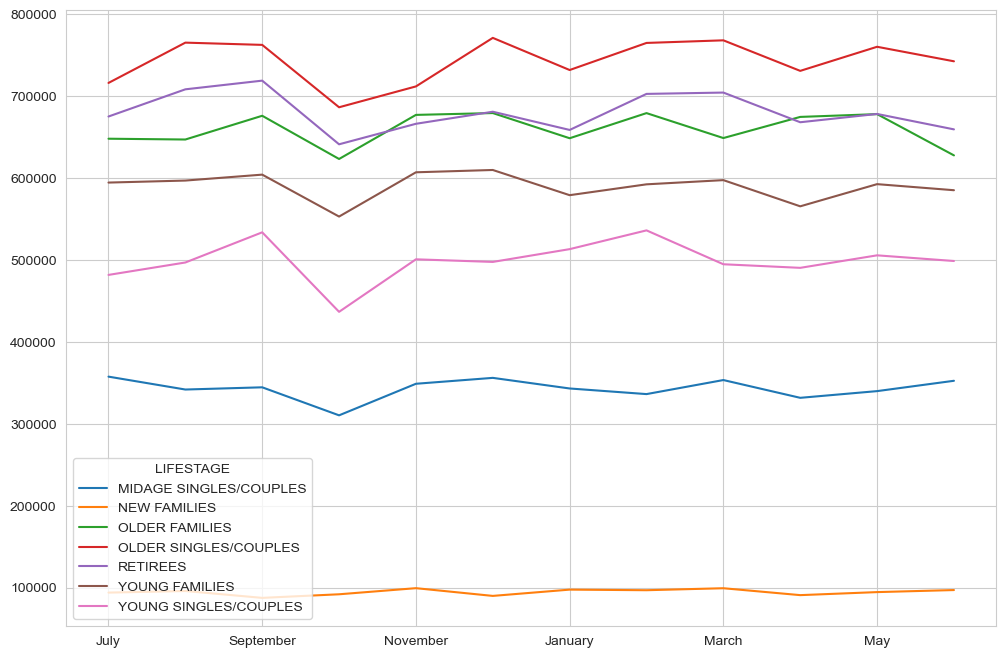 800000
700000
600000
500000
400000
300000
200000
100000
LIFESTAGE
MIDAGE SINGLES/COUPLES
NEW FAMILIES
OLDER FAMILIES
OLDER SINGLES/COUPLES
RETIREES
YOUNG FAMILIES
YOUNG SINGLES/COUPLES
July September November January March May